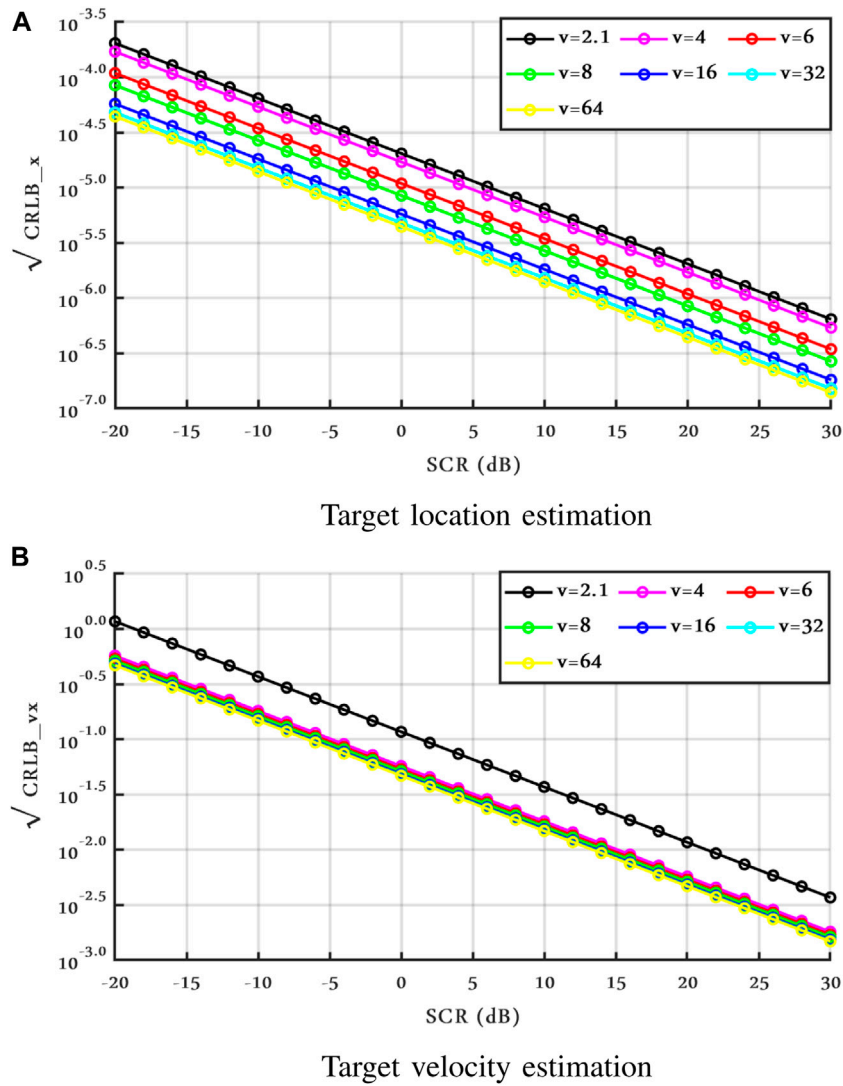 A
10^-3.5
10^-4.0
10^-4.5
10^-5.0
10^-5.5
10^-6.0
10^-6.5
10^-7.0
√ CRLB_x
v=2.1 v=4 v=6
v=8 v=16 v=32
v=64
-20 -15 -10 -5 0 5 10 15 20 25 30
SCR (dB)
Target location estimation
B
10^0.5
10^0.0
10^-0.5
10^-1.0
10^-1.5
10^-2.0
10^-2.5
10^-3.0
√ CRLB_vx
v=2.1 v=4 v=6
v=8 v=16 v=32
v=64
-20 -15 -10 -5 0 5 10 15 20 25 30
SCR (dB)
Target velocity estimation